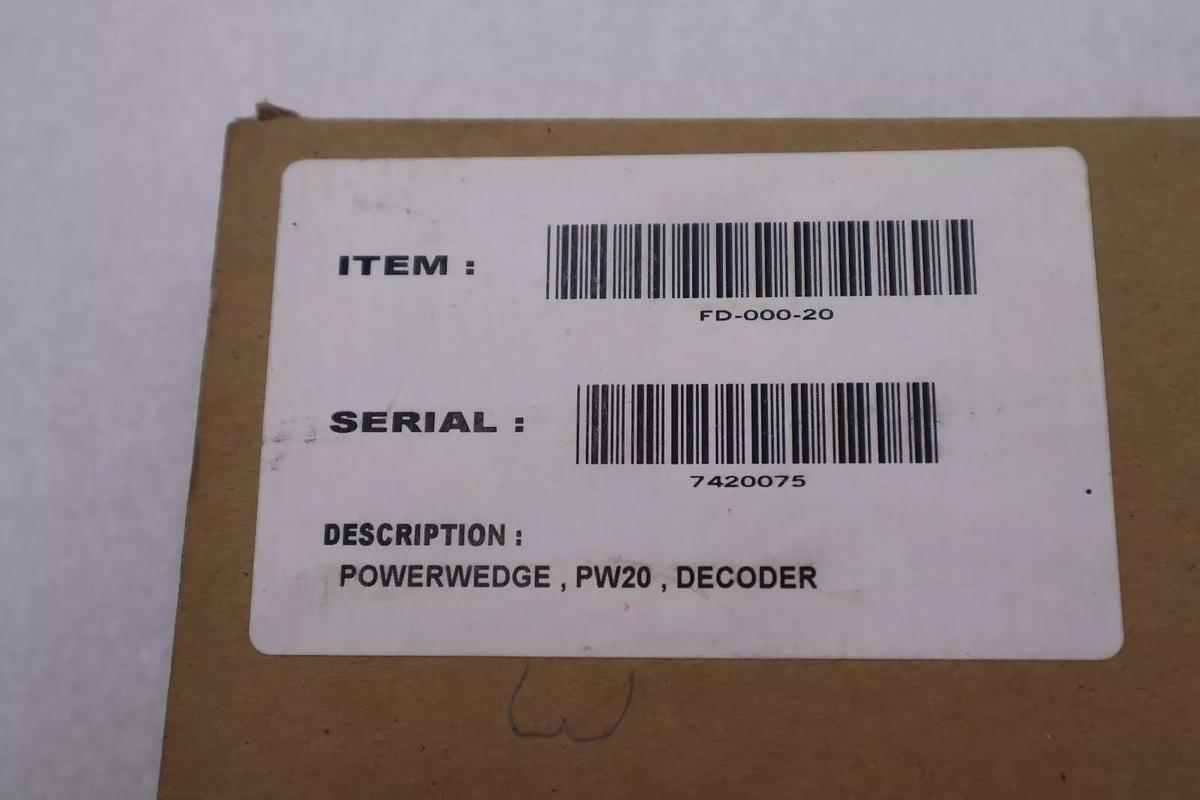 ITEM :
FD-000-20
SERIAL :
7420075
DESCRIPTION :
POWERWEDGE , PW20 , DECODER